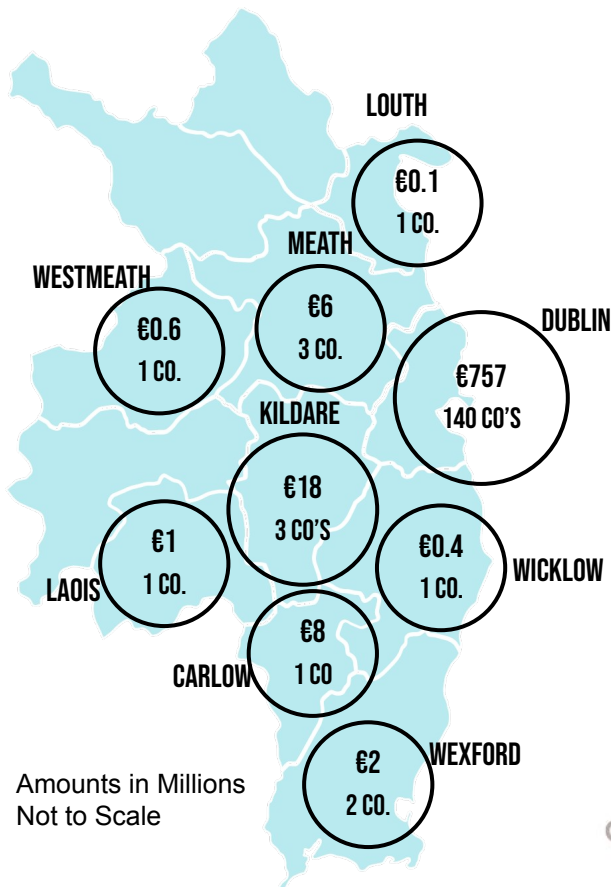 LOUTH
€0.1
1 CO.
MEATH
€6
3 CO.
WESTMEATH
€0.6
1 CO.
DUBLIN
€757
140 CO'S
KILDARE
€18
3 CO'S
LAOIS
€1
1 CO.
€0.4
1 CO.
WICKLOW
CARLOW
€8
1 CO
WEXFORD
€2
2 CO.
Amounts in Millions
Not to Scale